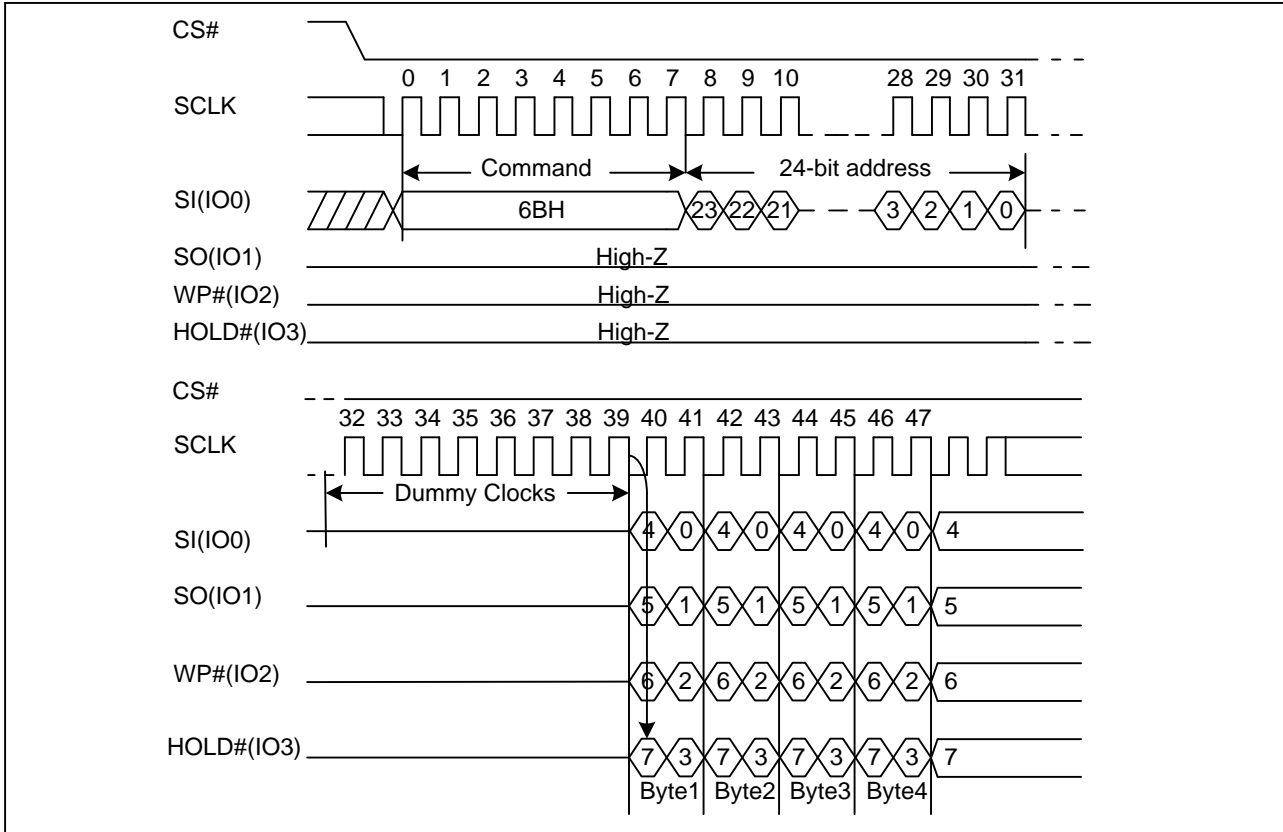 CS#
0 1 2 3 4 5 6 7 8 9 10 28 29 30 31
SCLK
Command 24-bit address
SI(IO0) 6BH 23 22 21 3 2 1 0
SO(IO1) High-Z
WP#(IO2) High-Z
HOLD#(IO3) High-Z
CS#
32 33 34 35 36 37 38 39 40 41 42 43 44 45 46 47
SCLK
Dummy Clocks
SI(IO0) 4 0 4 0 4 0 4 0 4
SO(IO1) 5 1 5 1 5 1 5 1 5
WP#(IO2) 6 2 6 2 6 2 6 2 6
HOLD#(IO3) 7 3 7 3 7 3 7 3 7
Byte1 Byte2 Byte3 Byte4